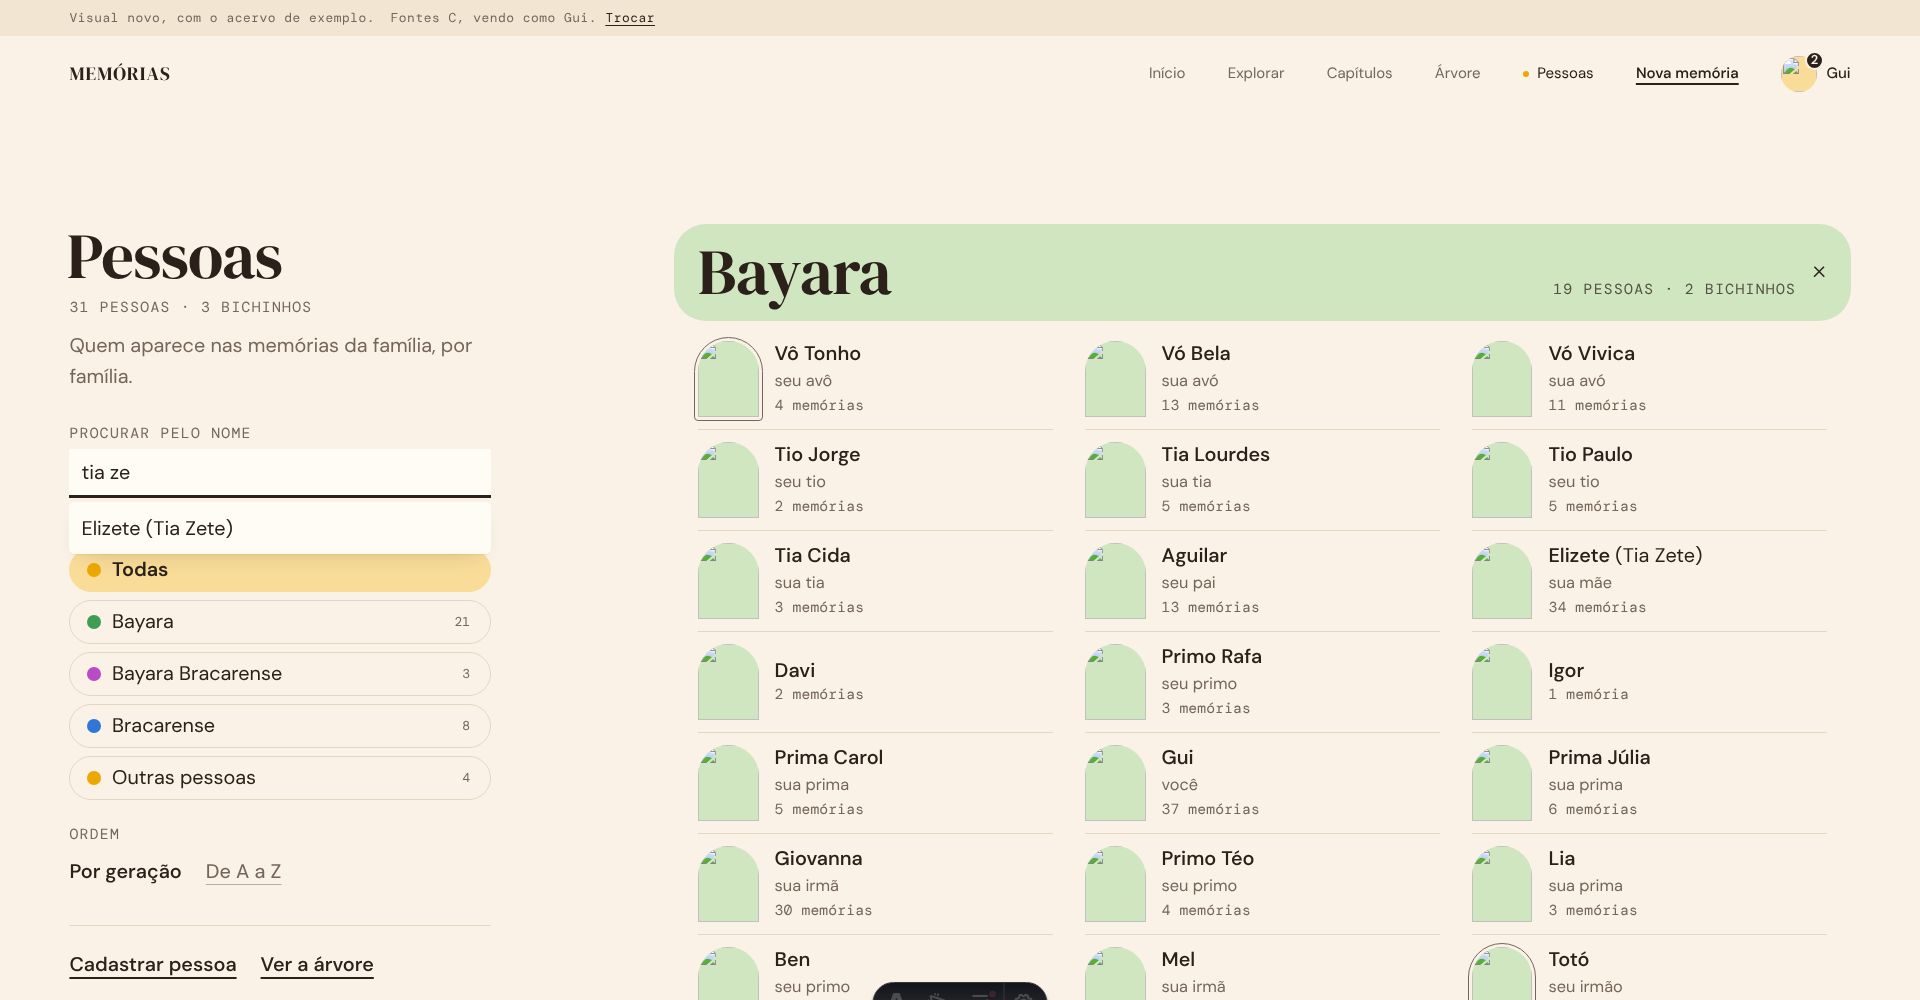 Visual novo, com o acervo de exemplo. Fontes C, vendo como Gui. Trocar
MEMÓRIAS
Início
Explorar
Capítulos
Árvore
Pessoas
Nova memória
2
Gui
Pessoas
31 PESSOAS · 3 BICHINHOS
Quem aparece nas memórias da família, por
família.
PROCURAR PELO NOME
tia ze
Elizete (Tia Zete)
Todas
Bayara 21
Bayara Bracarense 3
Bracarense 8
Outras pessoas 4
ORDEM
Por geração De A a Z
Cadastrar pessoa Ver a árvore
Bayara
19 PESSOAS · 2 BICHINHOS
×
Vô Tonho
seu avô
4 memórias
Vó Bela
sua avó
13 memórias
Vó Vivica
sua avó
11 memórias
Tio Jorge
seu tio
2 memórias
Tia Lourdes
sua tia
5 memórias
Tio Paulo
seu tio
5 memórias
Tia Cida
sua tia
3 memórias
Aguilar
seu pai
13 memórias
Elizete (Tia Zete)
sua mãe
34 memórias
Davi
2 memórias
Primo Rafa
seu primo
3 memórias
Igor
1 memória
Prima Carol
sua prima
5 memórias
Gui
você
37 memórias
Prima Júlia
sua prima
6 memórias
Giovanna
sua irmã
30 memórias
Primo Téo
seu primo
4 memórias
Lia
sua prima
3 memórias
Ben
seu primo
Mel
sua irmã
Totó
seu irmão